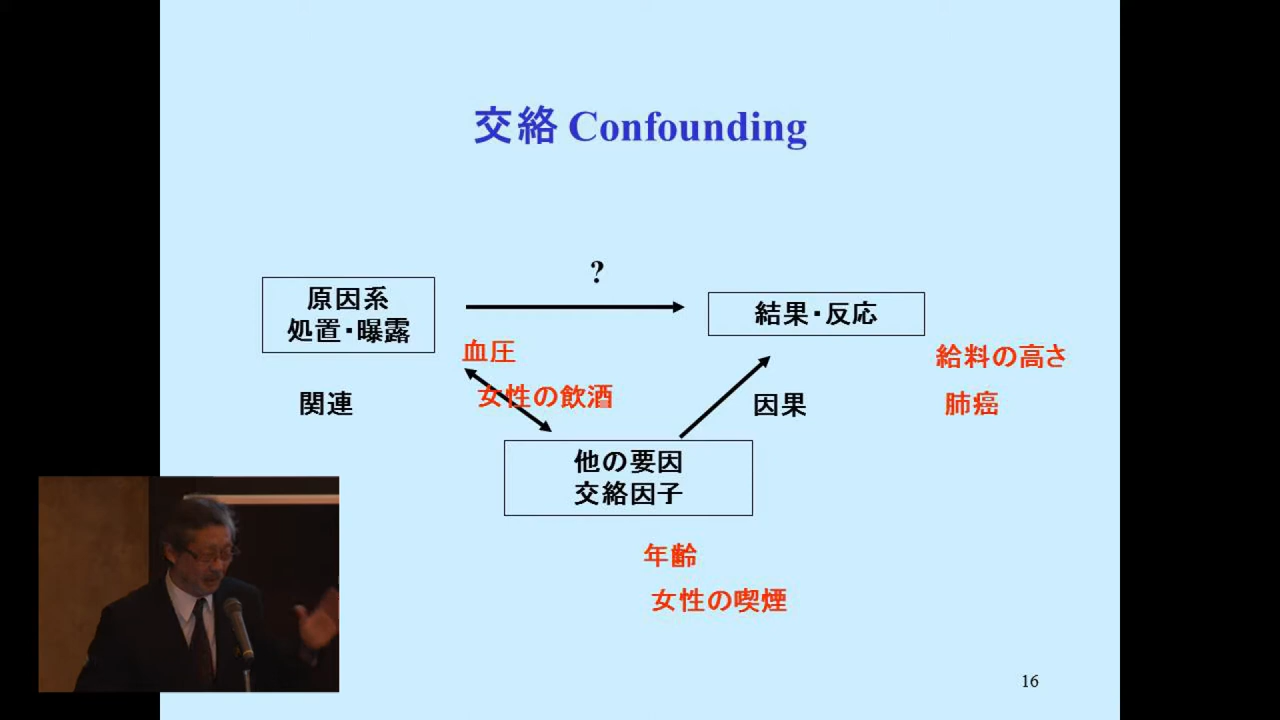 交絡 Confounding
?
原因系
処置・曝露
結果・反応
血圧
給料の高さ
女性の飲酒
関連
因果
肺癌
他の要因
交絡因子
年齢
女性の喫煙
16